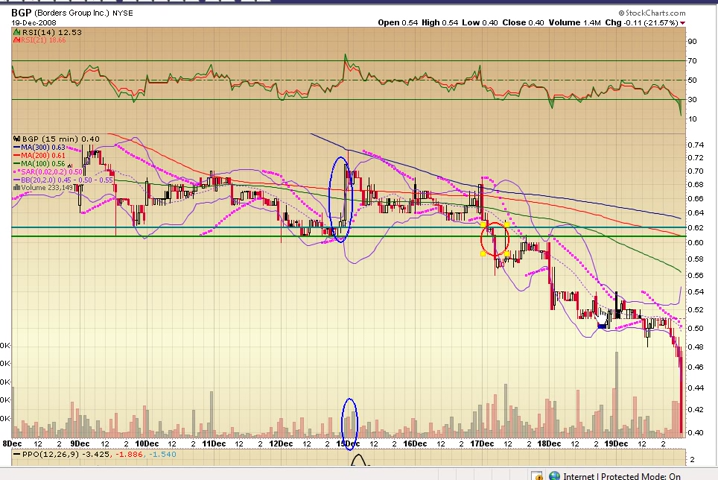 BGP (Borders Group Inc.) NYSE
© StockCharts.com
19-Dec-2008
Open 0.54 High 0.54 Low 0.40 Close 0.40 Volume 1.4M Chg -0.11 (-21.57%)
RSI(14) 12.53
RSI(21) 18.66
90
70
50
30
10
BGP (15 min) 0.40
MA(300) 0.63
MA(200) 0.61
MA(100) 0.56
SAR(0.02,0.2) 0.50
BB(20,2.0) 0.45 - 0.50 - 0.55
Volume 233,149
0.74
0.72
0.70
0.68
0.66
0.64
0.62
0.60
0.58
0.56
0.54
0.52
0.50
0.48
0.46
0.44
0.42
0.40
0K
0K
0K
0K
0K
8Dec 12 2 9Dec 12 2 10Dec 12 2 11Dec 12 2 12Dec 12 2 15Dec 12 2 16Dec 12 2 17Dec 12 2 18Dec 12 2 19Dec 12 2
PPO(12,26,9) -3.425, -1.886, -1.540
2
Internet | Protected Mode: On